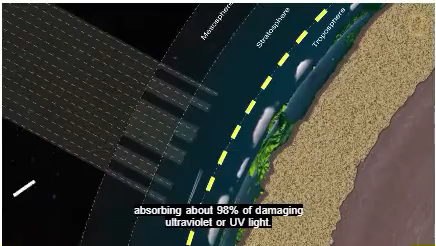 Mesosphere
Stratosphere
Troposphere
absorbing about 98% of damaging
ultraviolet or UV light.